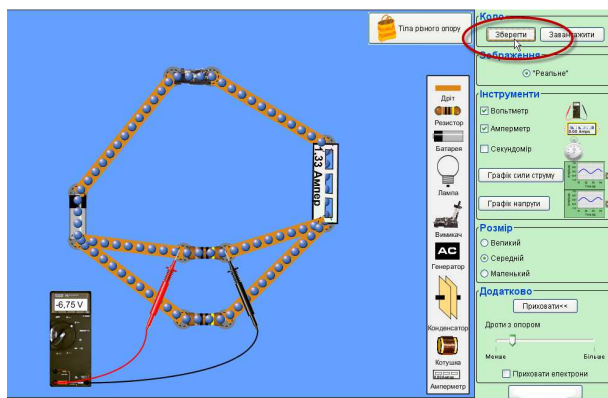 Тіла різного опору
Коло
Зберегти
Завантажити
Зображення
"Реальне"
Інструменти
Вольтметр
Амперметр
Секундомір
Графік сили струму
Графік напруги
Розмір
Великий
Середній
Маленький
Додатково
Приховати<<
Дроти з опором
Менше
Більше
Приховати електрони
Дріт
Резистор
Батарея
Лампа
Вимикач
AC
Генератор
Конденсатор
Котушка
Амперметр
1.33 Ампер
-6,75 V